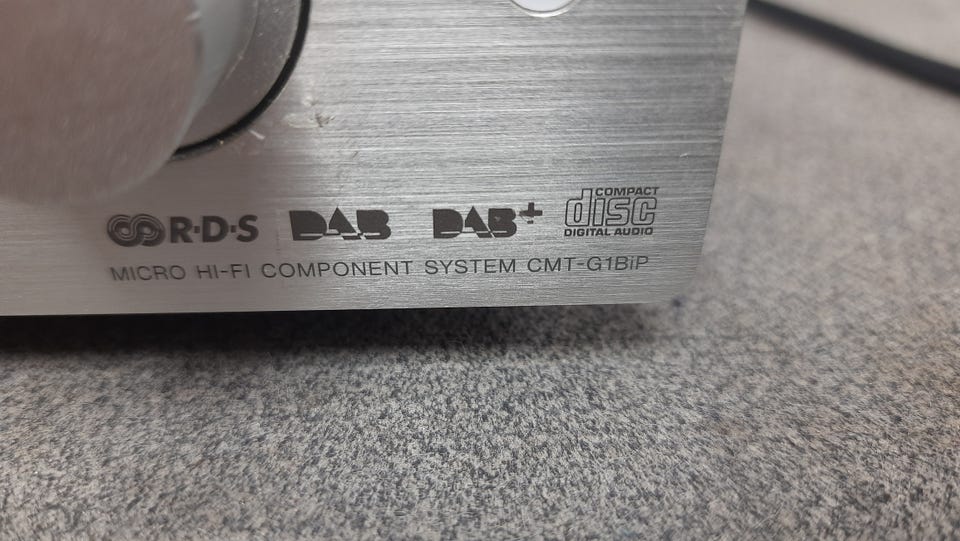 R·D·S DAB DAB+ COMPACT disc DIGITAL AUDIO
MICRO HI-FI COMPONENT SYSTEM CMT-G1BiP